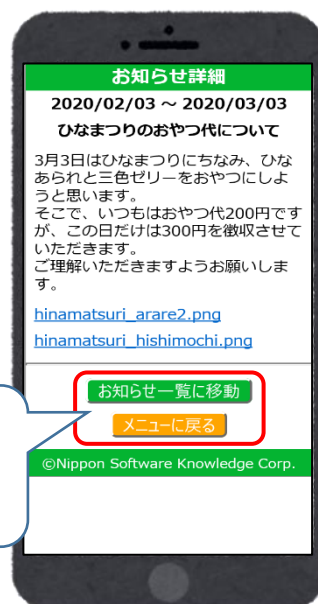 お知らせ詳細
2020/02/03 ~ 2020/03/03
ひなまつりのおやつ代について
3月3日はひなまつりにちなみ、ひな
あられと三色ゼリーをおやつにしよ
うと思います。
そこで、いつもはおやつ代200円です
が、この日だけは300円を徴収させて
いただきます。
ご理解いただきますようお願いしま
す。
hinamatsuri_arare2.png
hinamatsuri_hishimochi.png
お知らせ一覧に移動
メニューに戻る
©Nippon Software Knowledge Corp.